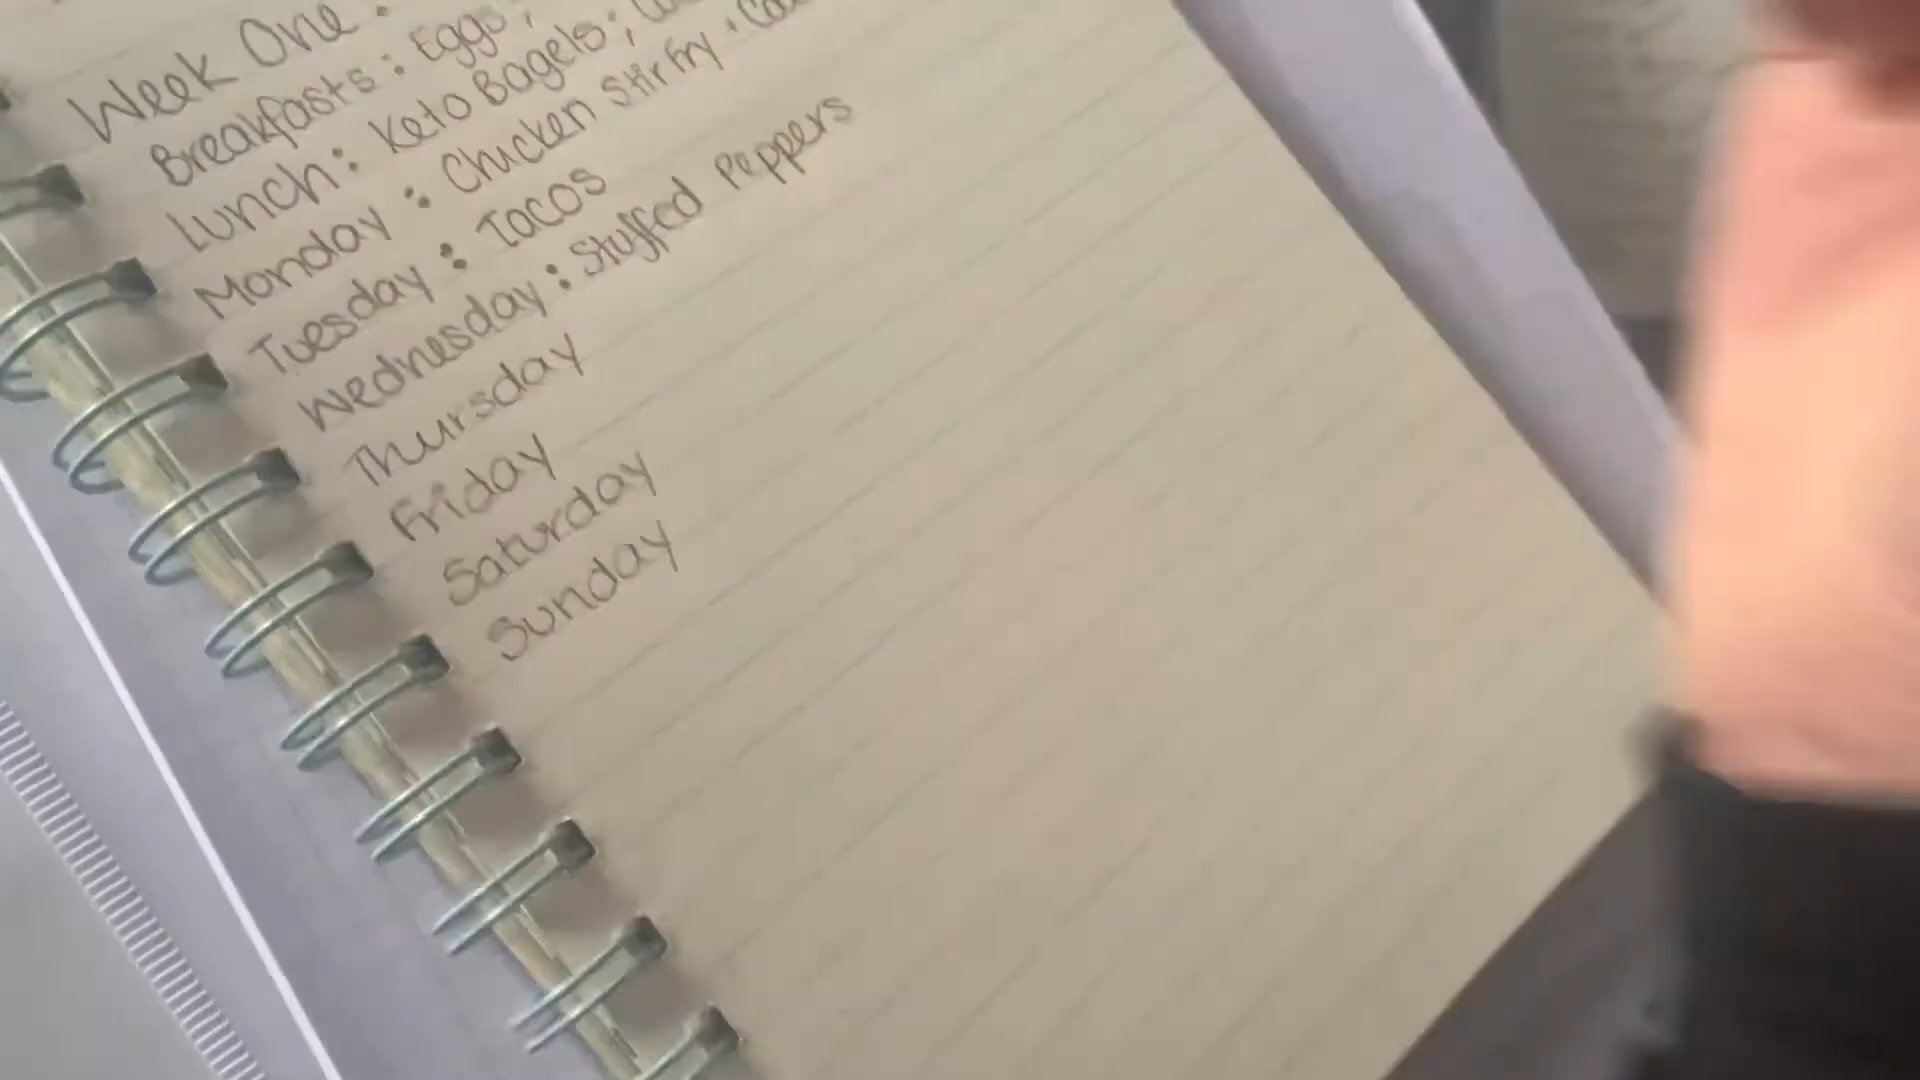 Week One :
Breakfasts : Eggs ;
Lunch : Keto Bagels ;
Monday : Chicken Stir fry .
Tuesday : Tacos
Wednesday : Stuffed Peppers
Thursday
Friday
Saturday
Sunday